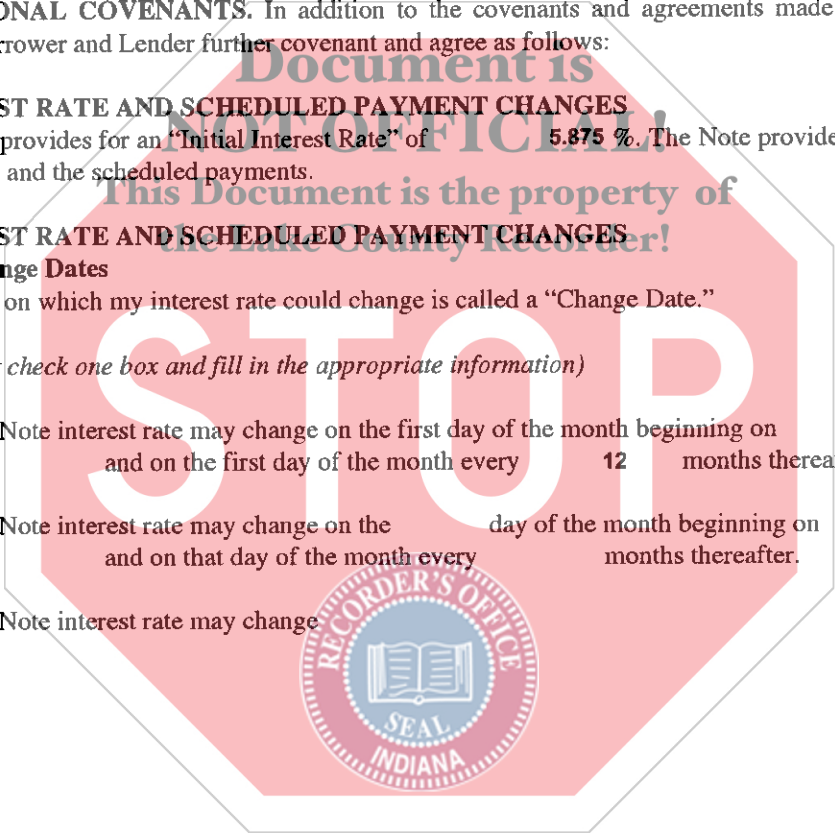 ONAL COVENANTS. In addition to the covenants and agreements made
rrower and Lender further covenant and agree as follows:
Document is
ST RATE AND SCHEDULED PAYMENT CHANGES
NOT OFFICIAL!
provides for an "Initial Interest Rate" of 5.875 %. The Note provide
and the scheduled payments.
This Document is the property of
the Lake County Recorder!
ST RATE AND SCHEDULED PAYMENT CHANGES
nge Dates
on which my interest rate could change is called a "Change Date."
check one box and fill in the appropriate information)
STOP
Note interest rate may change on the first day of the month beginning on
and on the first day of the month every 12 months therea
Note interest rate may change on the day of the month beginning on
and on that day of the month every months thereafter.
Note interest rate may change
RECORDER'S OFFICE
SEAL
INDIANA